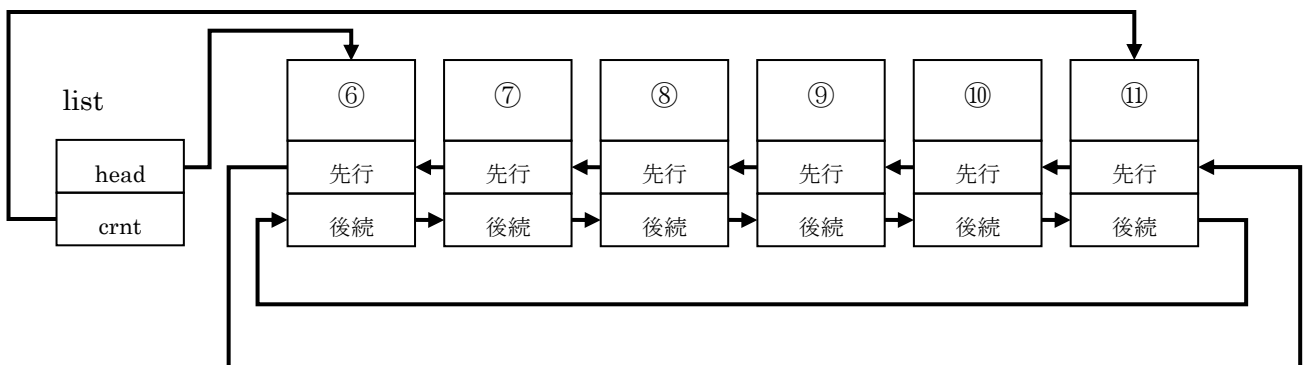 ⑥ ⑦ ⑧ ⑨ ⑩ ⑪
list
head
先行 先行 先行 先行 先行 先行
crnt
後続 後続 後続 後続 後続 後続